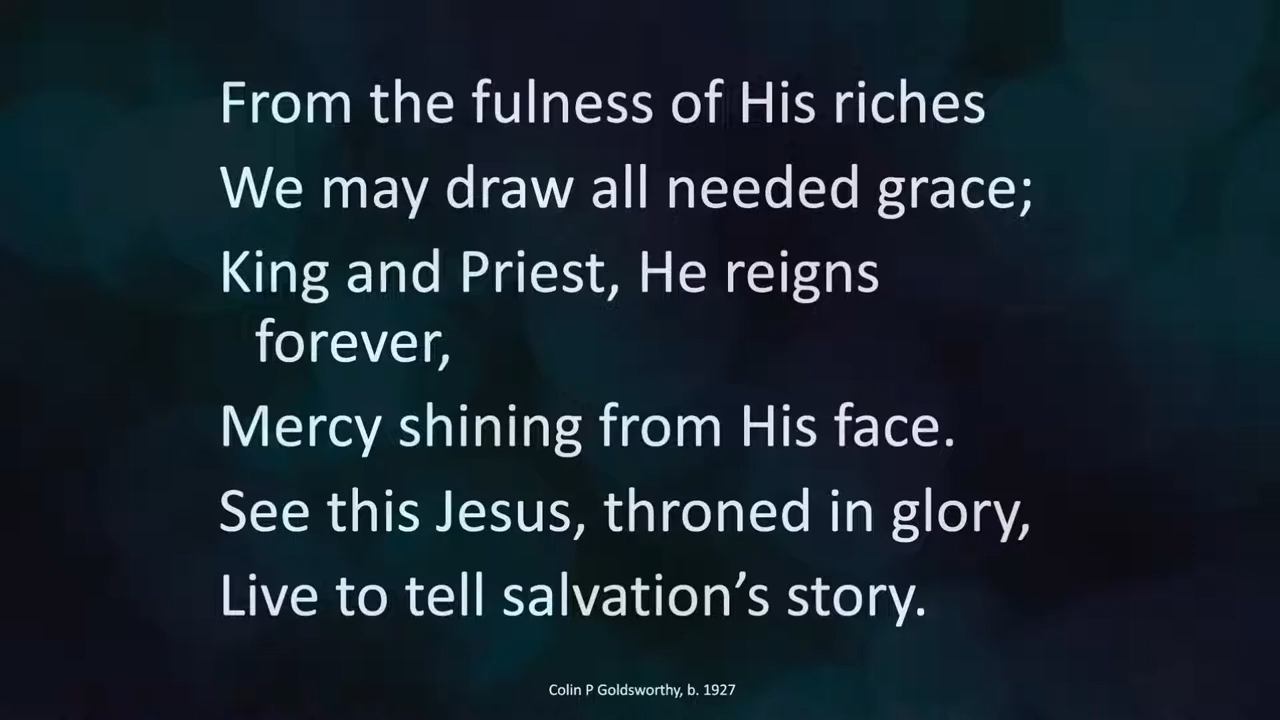 From the fulness of His riches
We may draw all needed grace;
King and Priest, He reigns
forever,
Mercy shining from His face.
See this Jesus, throned in glory,
Live to tell salvation’s story.
Colin P Goldsworthy, b. 1927